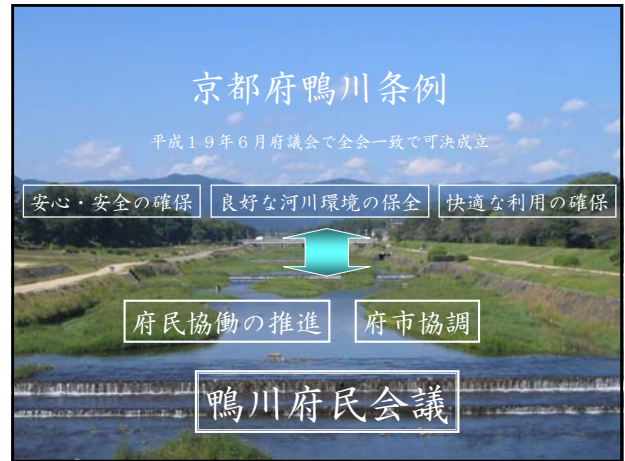 京都府鴨川条例
平成19年6月府議会で全会一致で可決成立
安心・安全の確保 良好な河川環境の保全 快適な利用の確保
府民協働の推進 府市協調
鴨川府民会議